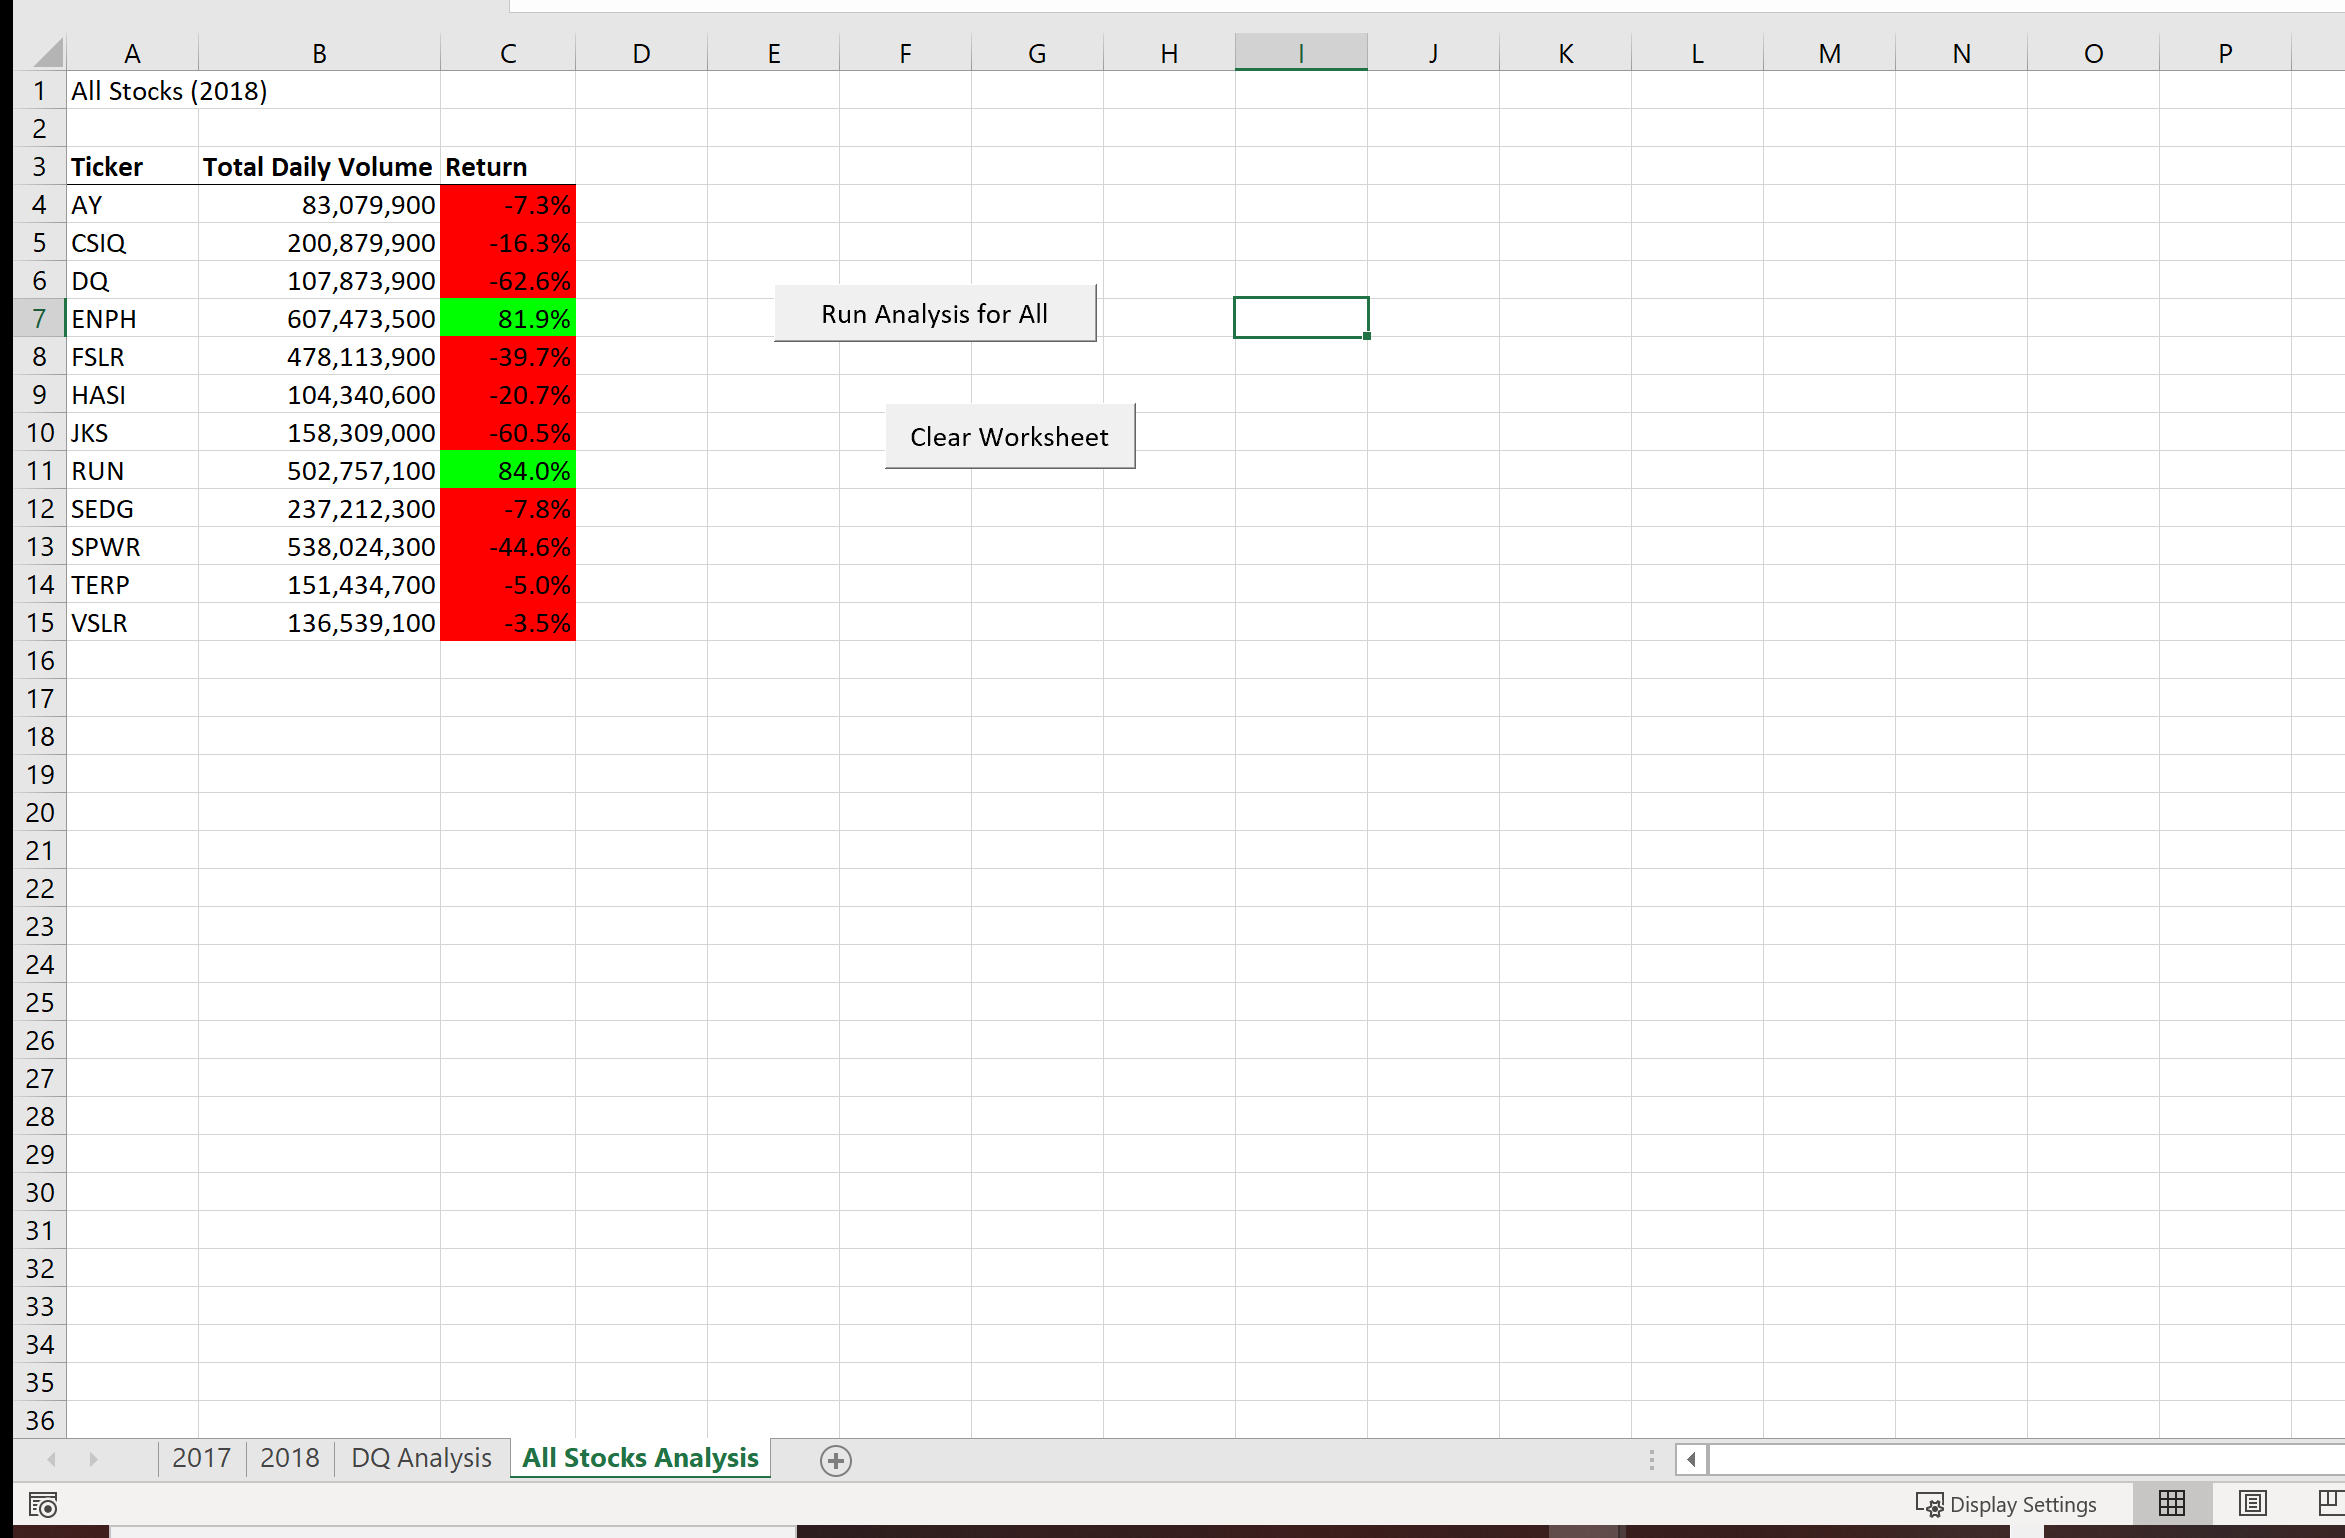 A B C D E F G H I J K L M N O P
1 All Stocks (2018)
2
3 Ticker Total Daily Volume Return
4 AY 83,079,900 -7.3%
5 CSIQ 200,879,900 -16.3%
6 DQ 107,873,900 -62.6%
7 ENPH 607,473,500 81.9% Run Analysis for All
8 FSLR 478,113,900 -39.7%
9 HASI 104,340,600 -20.7%
10 JKS 158,309,000 -60.5% Clear Worksheet
11 RUN 502,757,100 84.0%
12 SEDG 237,212,300 -7.8%
13 SPWR 538,024,300 -44.6%
14 TERP 151,434,700 -5.0%
15 VSLR 136,539,100 -3.5%
16
17
18
19
20
21
22
23
24
25
26
27
28
29
30
31
32
33
34
35
36
2017 2018 DQ Analysis All Stocks Analysis
Display Settings